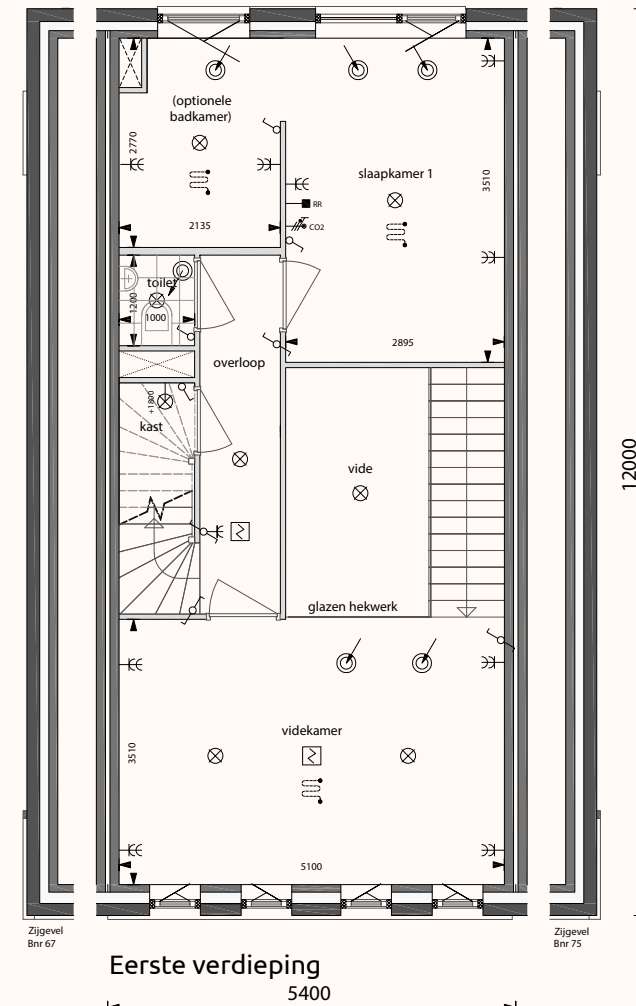 (optionele
badkamer)
2770
slaapkamer 1
3510
RR
CO2
2135
toilet
1200
1000
2895
overloop
+1800
kast
12000
vide
glazen hekwerk
videkamer
3510
5100
Zijgevel
Bnr 67
Zijgevel
Bnr 75
Eerste verdieping
5400